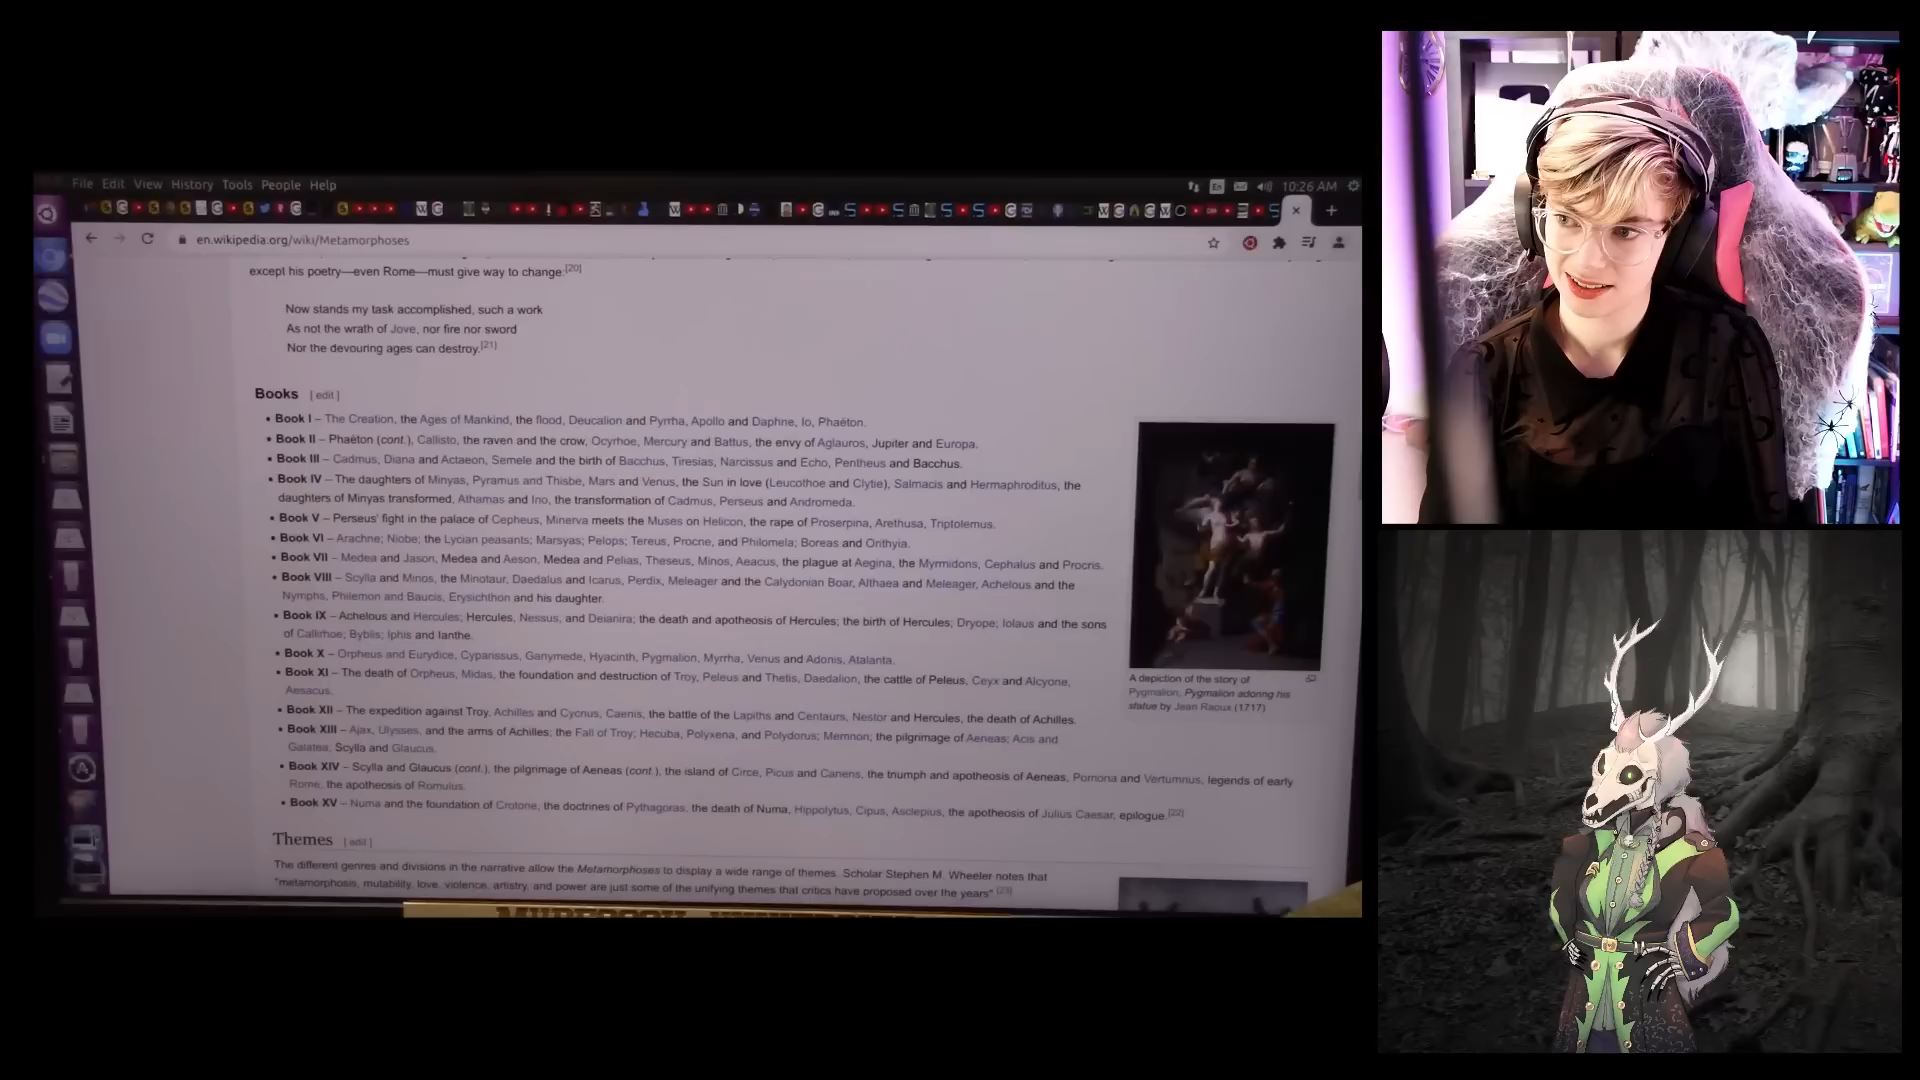 File Edit View History Tools People Help
En 10:26 AM
en.wikipedia.org/wiki/Metamorphoses
except his poetry—even Rome—must give way to change.[20]
Now stands my task accomplished, such a work
As not the wrath of Jove, nor fire nor sword
Nor the devouring ages can destroy.[21]
Books [ edit ]
• Book I – The Creation, the Ages of Mankind, the flood, Deucalion and Pyrrha, Apollo and Daphne, Io, Phaëton.
• Book II – Phaëton (cont.), Callisto, the raven and the crow, Ocyrhoe, Mercury and Battus, the envy of Aglauros, Jupiter and Europa.
• Book III – Cadmus, Diana and Actaeon, Semele and the birth of Bacchus, Tiresias, Narcissus and Echo, Pentheus and Bacchus.
• Book IV – The daughters of Minyas, Pyramus and Thisbe, Mars and Venus, the Sun in love (Leucothoe and Clytie), Salmacis and Hermaphroditus, the
daughters of Minyas transformed, Athamas and Ino, the transformation of Cadmus, Perseus and Andromeda.
• Book V – Perseus' fight in the palace of Cepheus, Minerva meets the Muses on Helicon, the rape of Proserpina, Arethusa, Triptolemus.
• Book VI – Arachne; Niobe; the Lycian peasants; Marsyas; Pelops; Tereus, Procne, and Philomela; Boreas and Orithyia.
• Book VII – Medea and Jason, Medea and Aeson, Medea and Pelias, Theseus, Minos, Aeacus, the plague at Aegina, the Myrmidons, Cephalus and Procris.
• Book VIII – Scylla and Minos, the Minotaur, Daedalus and Icarus, Perdix, Meleager and the Calydonian Boar, Althaea and Meleager, Achelous and the
Nymphs, Philemon and Baucis, Erysichthon and his daughter.
• Book IX – Achelous and Hercules; Hercules, Nessus, and Deianira; the death and apotheosis of Hercules; the birth of Hercules; Dryope; Iolaus and the sons
of Callirhoe; Byblis; Iphis and Ianthe.
• Book X – Orpheus and Eurydice, Cyparissus, Ganymede, Hyacinth, Pygmalion, Myrrha, Venus and Adonis, Atalanta.
• Book XI – The death of Orpheus, Midas, the foundation and destruction of Troy, Peleus and Thetis, Daedalion, the cattle of Peleus, Ceyx and Alcyone,
Aesacus.
• Book XII – The expedition against Troy, Achilles and Cycnus, Caenis, the battle of the Lapiths and Centaurs, Nestor and Hercules, the death of Achilles.
• Book XIII – Ajax, Ulysses, and the arms of Achilles; the Fall of Troy; Hecuba, Polyxena, and Polydorus; Memnon; the pilgrimage of Aeneas; Acis and
Galatea; Scylla and Glaucus.
• Book XIV – Scylla and Glaucus (cont.), the pilgrimage of Aeneas (cont.), the island of Circe, Picus and Canens, the triumph and apotheosis of Aeneas, Pomona and Vertumnus, legends of early
Rome, the apotheosis of Romulus.
• Book XV – Numa and the foundation of Crotone, the doctrines of Pythagoras, the death of Numa, Hippolytus, Cipus, Asclepius, the apotheosis of Julius Caesar, epilogue.[22]
A depiction of the story of
Pygmalion, Pygmalion adoring his
statue by Jean Raoux (1717)
Themes [ edit ]
The different genres and divisions in the narrative allow the Metamorphoses to display a wide range of themes. Scholar Stephen M. Wheeler notes that
"metamorphosis, mutability, love, violence, artistry, and power are just some of the unifying themes that critics have proposed over the years".[23]